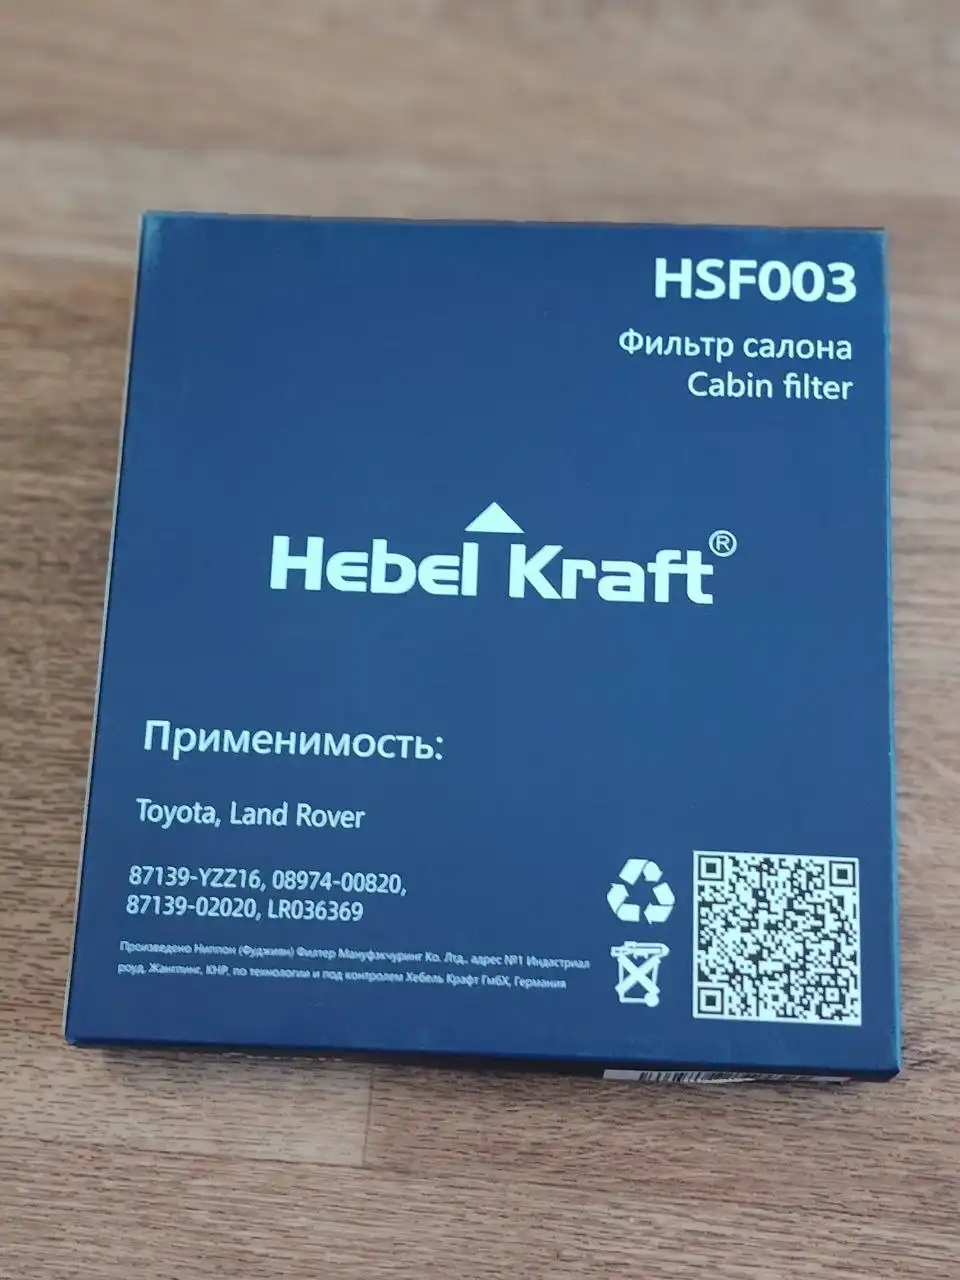 HSF003
Фильтр салона
Cabin filter
Hebel Kraft®
Применимость:
Toyota, Land Rover
87139-YZZ16, 08974-00820,
87139-02020, LR036369
Произведено Ниппон (Фуджиан) Филтер Мануфэкчуринг Ко. Лтд., адрес №1 Индастриал
роуд, Жангпинг, КНР, по технологии и под контролем Хебель Крафт ГмбХ, Германия